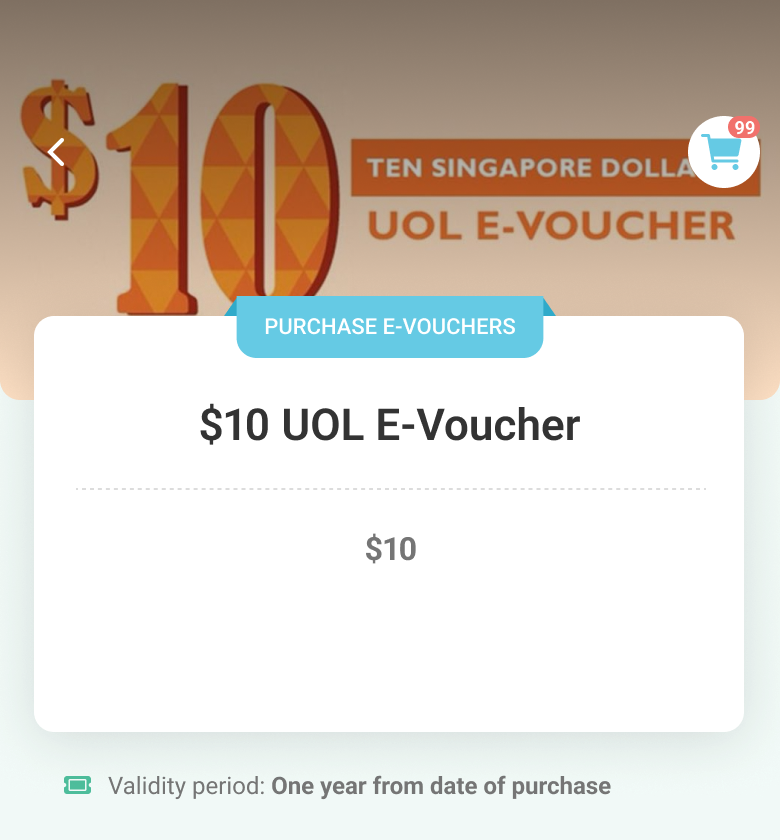 $10
99
TEN SINGAPORE DOLLA
UOL E-VOUCHER
PURCHASE E-VOUCHERS
$10 UOL E-Voucher
$10
Validity period: One year from date of purchase